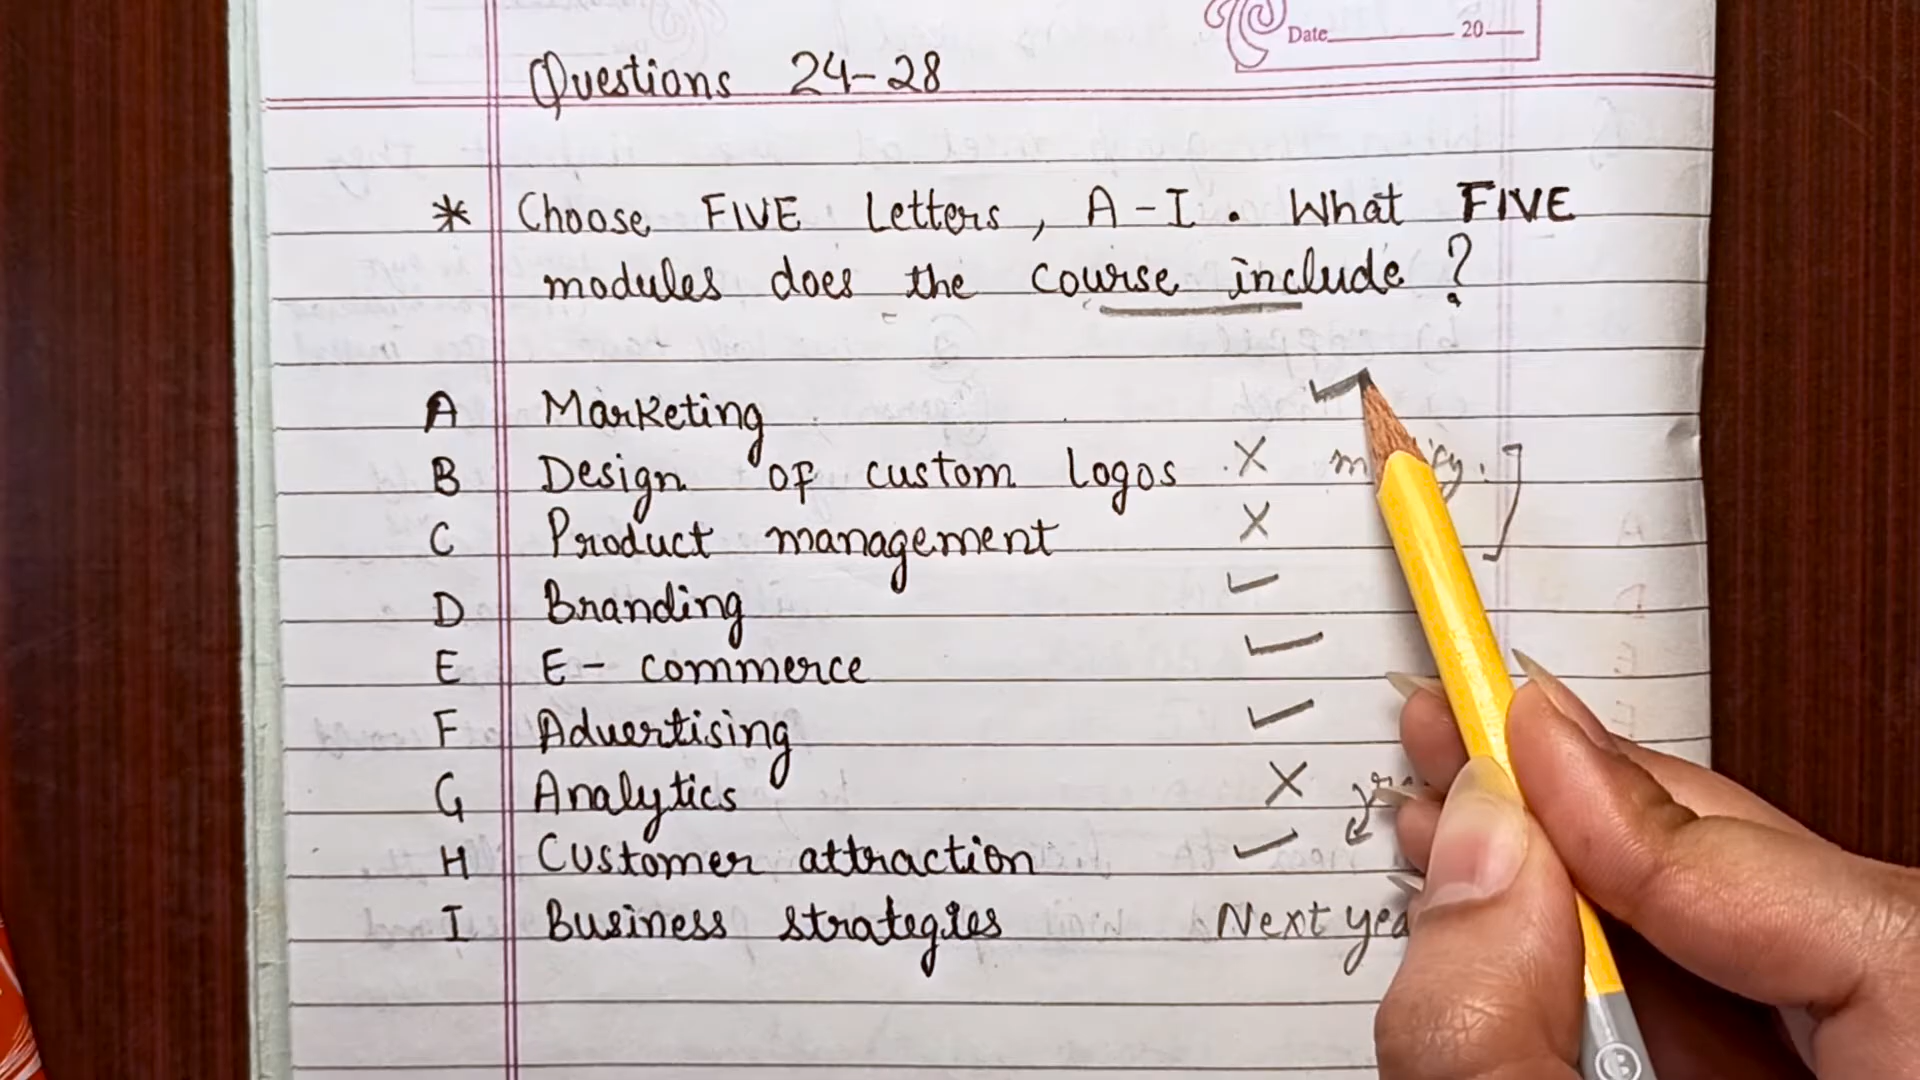 Date 20
Questions 24-28
* Choose FIVE Letters, A-I. What FIVE
modules does the course include?
A Marketing ✓
B Design of custom logos X
C Product management X
D Branding ✓
E E-commerce ✓
F Advertising ✓
G Analytics X
H Customer attraction ✓
I Business strategies Next